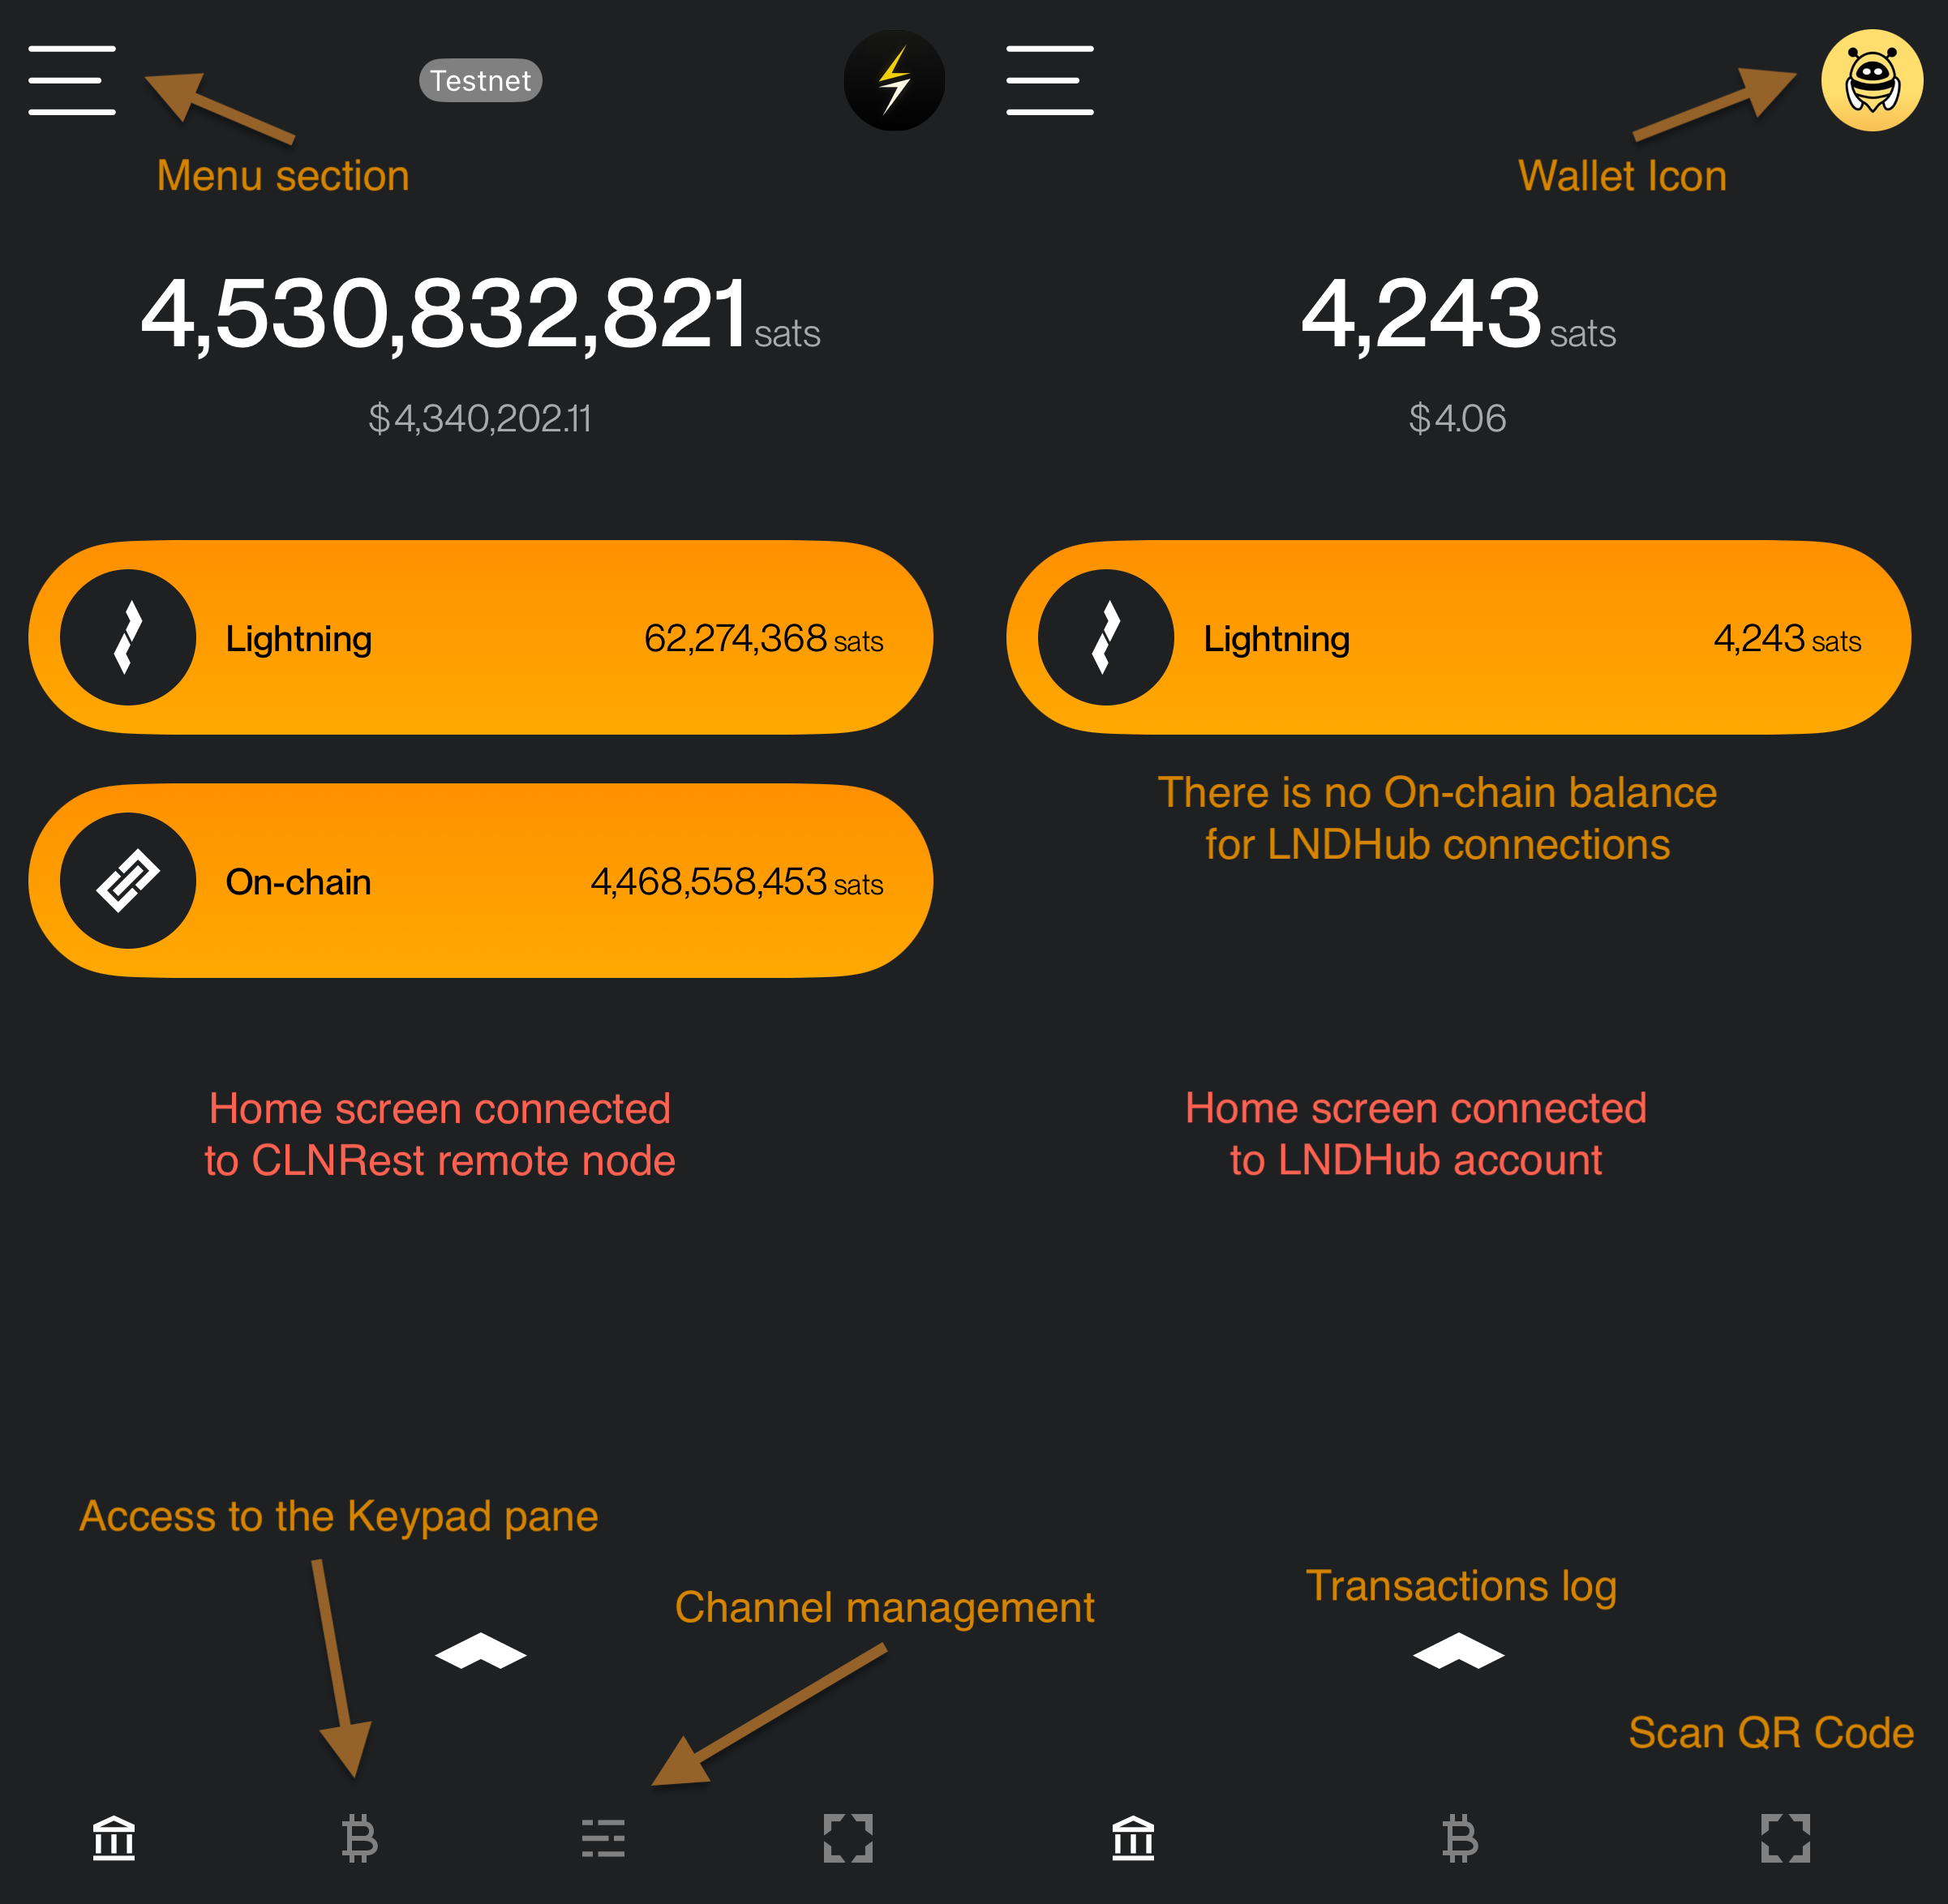 Testnet
Menu section
4,530,832,821 sats
$4,340,202.11
Lightning 62,274,368 sats
On-chain 4,468,558,453 sats
Home screen connected
to CLNRest remote node
Access to the Keypad pane
Channel management
Wallet Icon
4,243 sats
$4.06
Lightning 4,243 sats
There is no On-chain balance
for LNDHub connections
Home screen connected
to LNDHub account
Transactions log
Scan QR Code